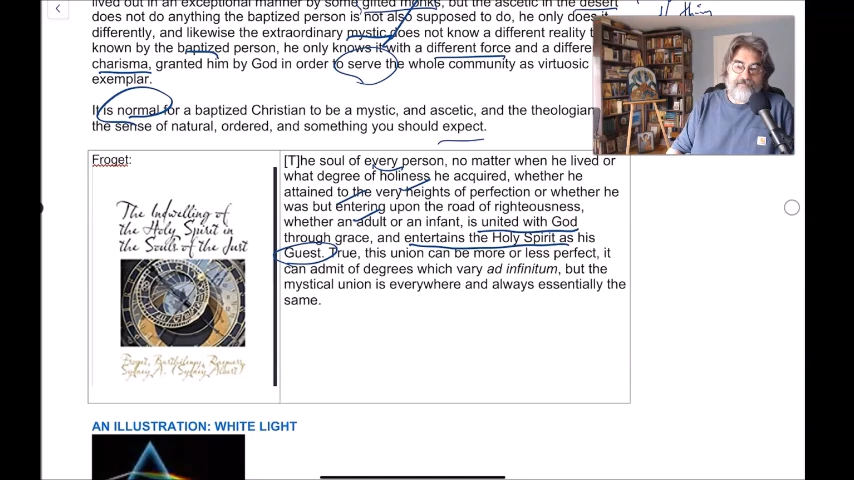 lived out in an exceptional manner by some gifted monks, but the ascetic in the desert
does not do anything the baptized person is not also supposed to do, he only does it
differently, and likewise the extraordinary mystic does not know a different reality
known by the baptized person, he only knows it with a different force and a
charisma, granted him by God in order to serve the whole community as virtuosic
exemplar.
It is normal for a baptized Christian to be a mystic, and ascetic, and the theologian
the sense of natural, ordered, and something you should expect.
Froget:
The Indwelling of
the Holy Spirit in
the Souls of the Just
Froget, Barthélemy,
Sydney A. (Sydney Albert)
[T]he soul of every person, no matter when he lived or
what degree of holiness he acquired, whether he
attained to the very heights of perfection or whether he
was but entering upon the road of righteousness,
whether an adult or an infant, is united with God
through grace, and entertains the Holy Spirit as his
Guest. True, this union can be more or less perfect, it
can admit of degrees which vary ad infinitum, but the
mystical union is everywhere and always essentially the
same.
AN ILLUSTRATION: WHITE LIGHT